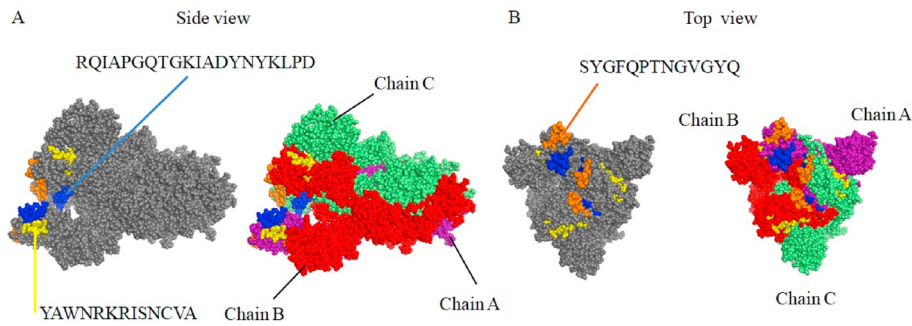 A
Side view
B
Top view
RQIAPGQTGKIADYNYKLPD
SYGFQPTNGVGYQ
Chain C
Chain B
Chain A
YAWNRKRISNCVA
Chain B
Chain A
Chain C